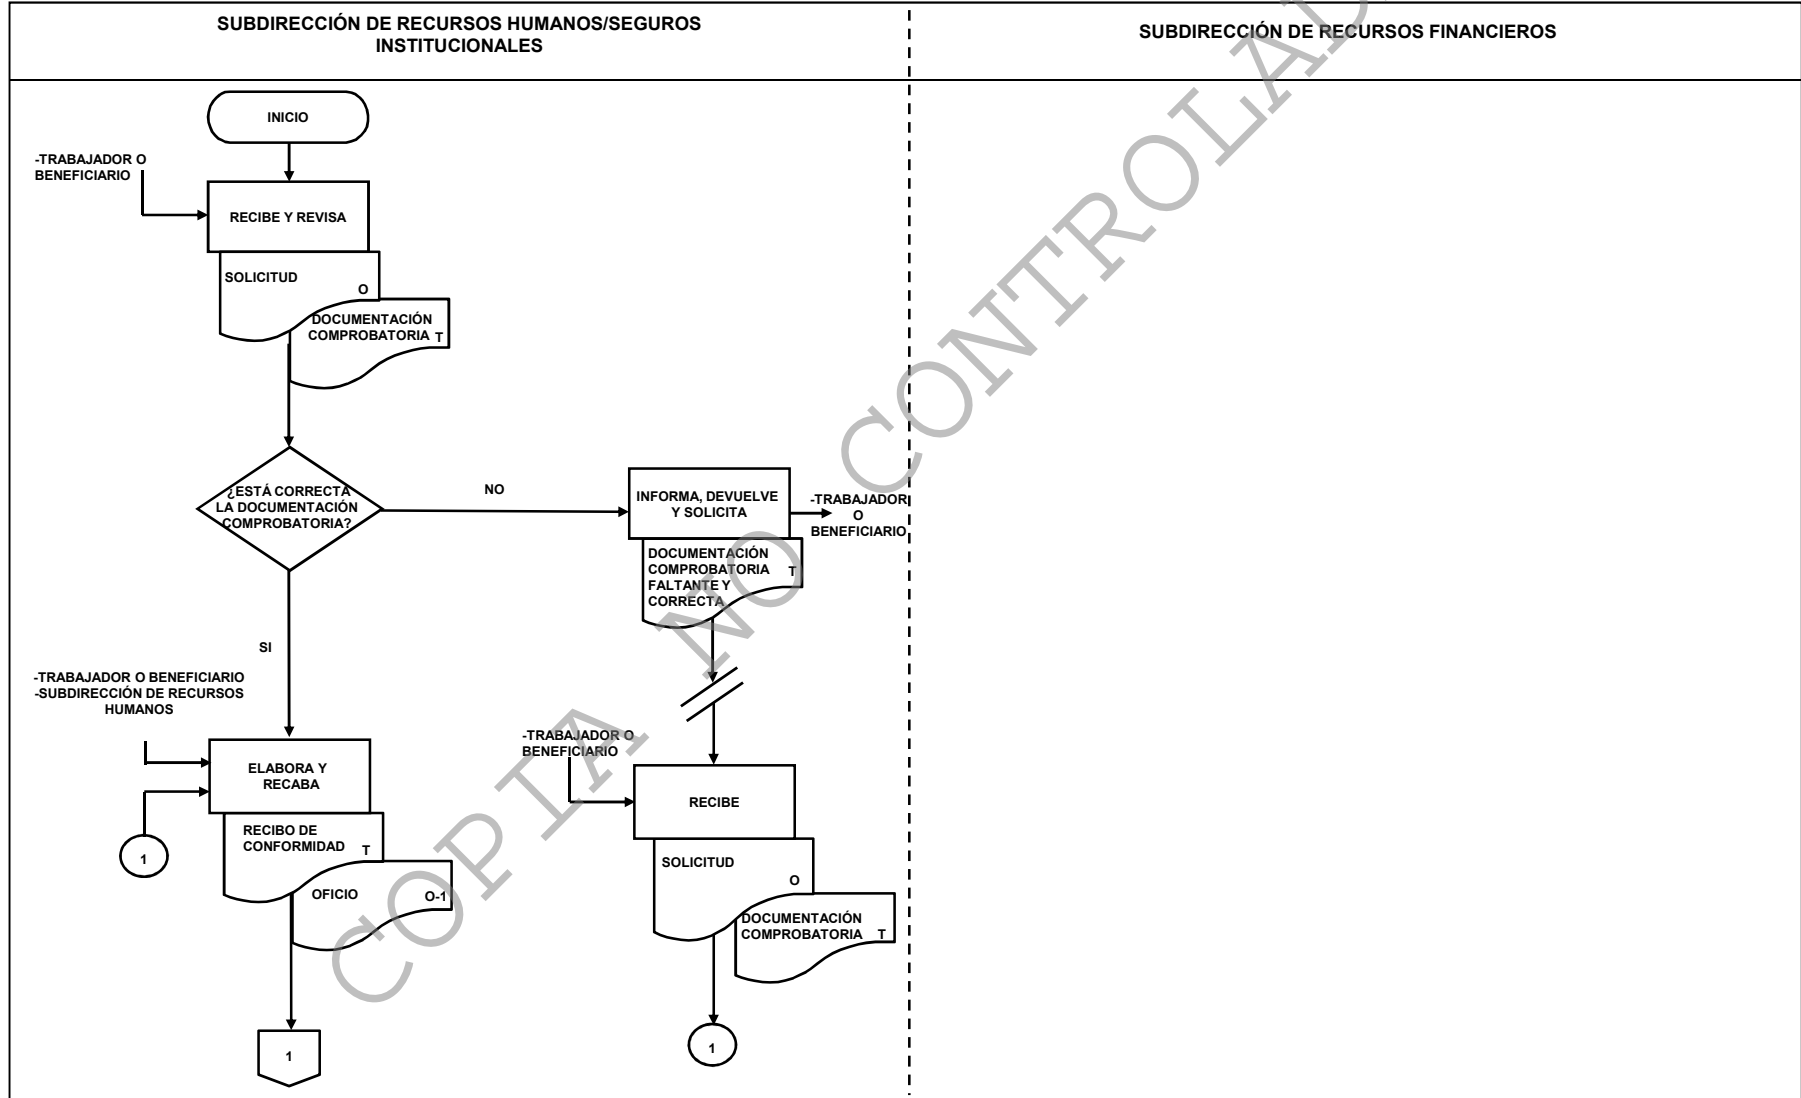 SUBDIRECCIÓN DE RECURSOS HUMANOS/SEGUROS
INSTITUCIONALES
SUBDIRECCIÓN DE RECURSOS FINANCIEROS
INICIO
-TRABAJADOR O
BENEFICIARIO
RECIBE Y REVISA
SOLICITUD
O
DOCUMENTACIÓN
COMPROBATORIA T
¿ESTÁ CORRECTA
LA DOCUMENTACIÓN
COMPROBATORIA?
NO
INFORMA, DEVUELVE
Y SOLICITA
-TRABAJADOR
O
BENEFICIARIO
DOCUMENTACIÓN
COMPROBATORIA T
FALTANTE Y
CORRECTA
SI
-TRABAJADOR O BENEFICIARIO
-SUBDIRECCIÓN DE RECURSOS
HUMANOS
ELABORA Y
RECABA
1
RECIBO DE
CONFORMIDAD T
OFICIO O-1
1
-TRABAJADOR O
BENEFICIARIO
RECIBE
SOLICITUD
O
DOCUMENTACIÓN
COMPROBATORIA T
1
COPIA NO CONTROLAD